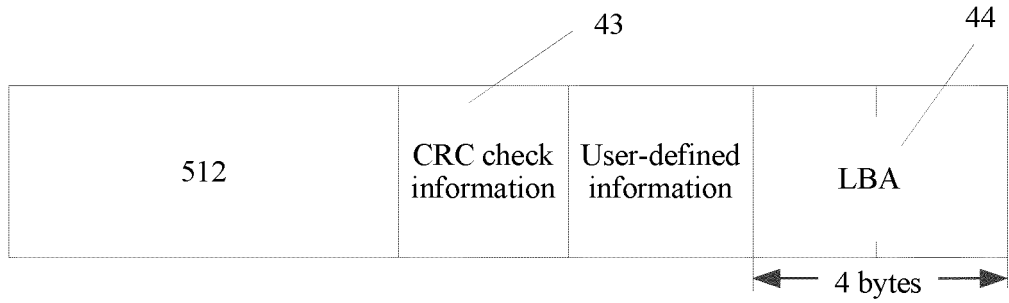 43
44
512
CRC check
information
User-defined
information
LBA
4 bytes